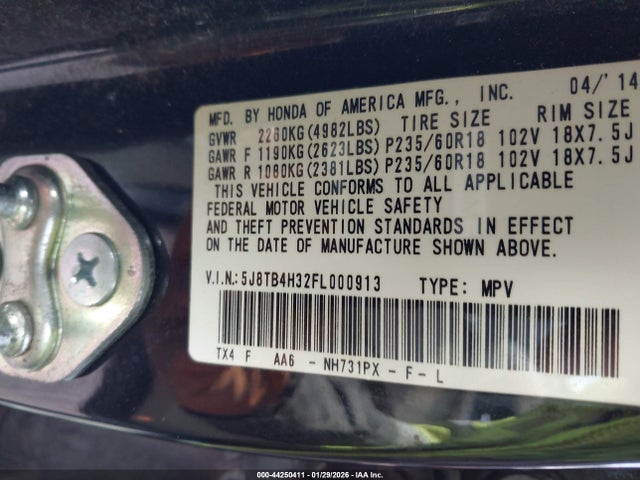 04/'14
MFD. BY HONDA OF AMERICA MFG., INC.
GVWR 2260KG(4982LBS) TIRE SIZE RIM SIZE
GAWR F 1190KG(2623LBS)P235/60R18 102V 18X7.5J
GAWR R 1080KG(2381LBS)P235/60R18 102V 18X7.5J
THIS VEHICLE CONFORMS TO ALL APPLICABLE
FEDERAL MOTOR VEHICLE SAFETY
AND THEFT PREVENTION STANDARDS IN EFFECT
ON THE DATE OF MANUFACTURE SHOWN ABOVE.
V.I.N.:5J8TB4H32FL000913 TYPE: MPV
TX4 F AA6 - NH731PX - F - L
000-44250411 - 01/29/2026 - IAA Inc.